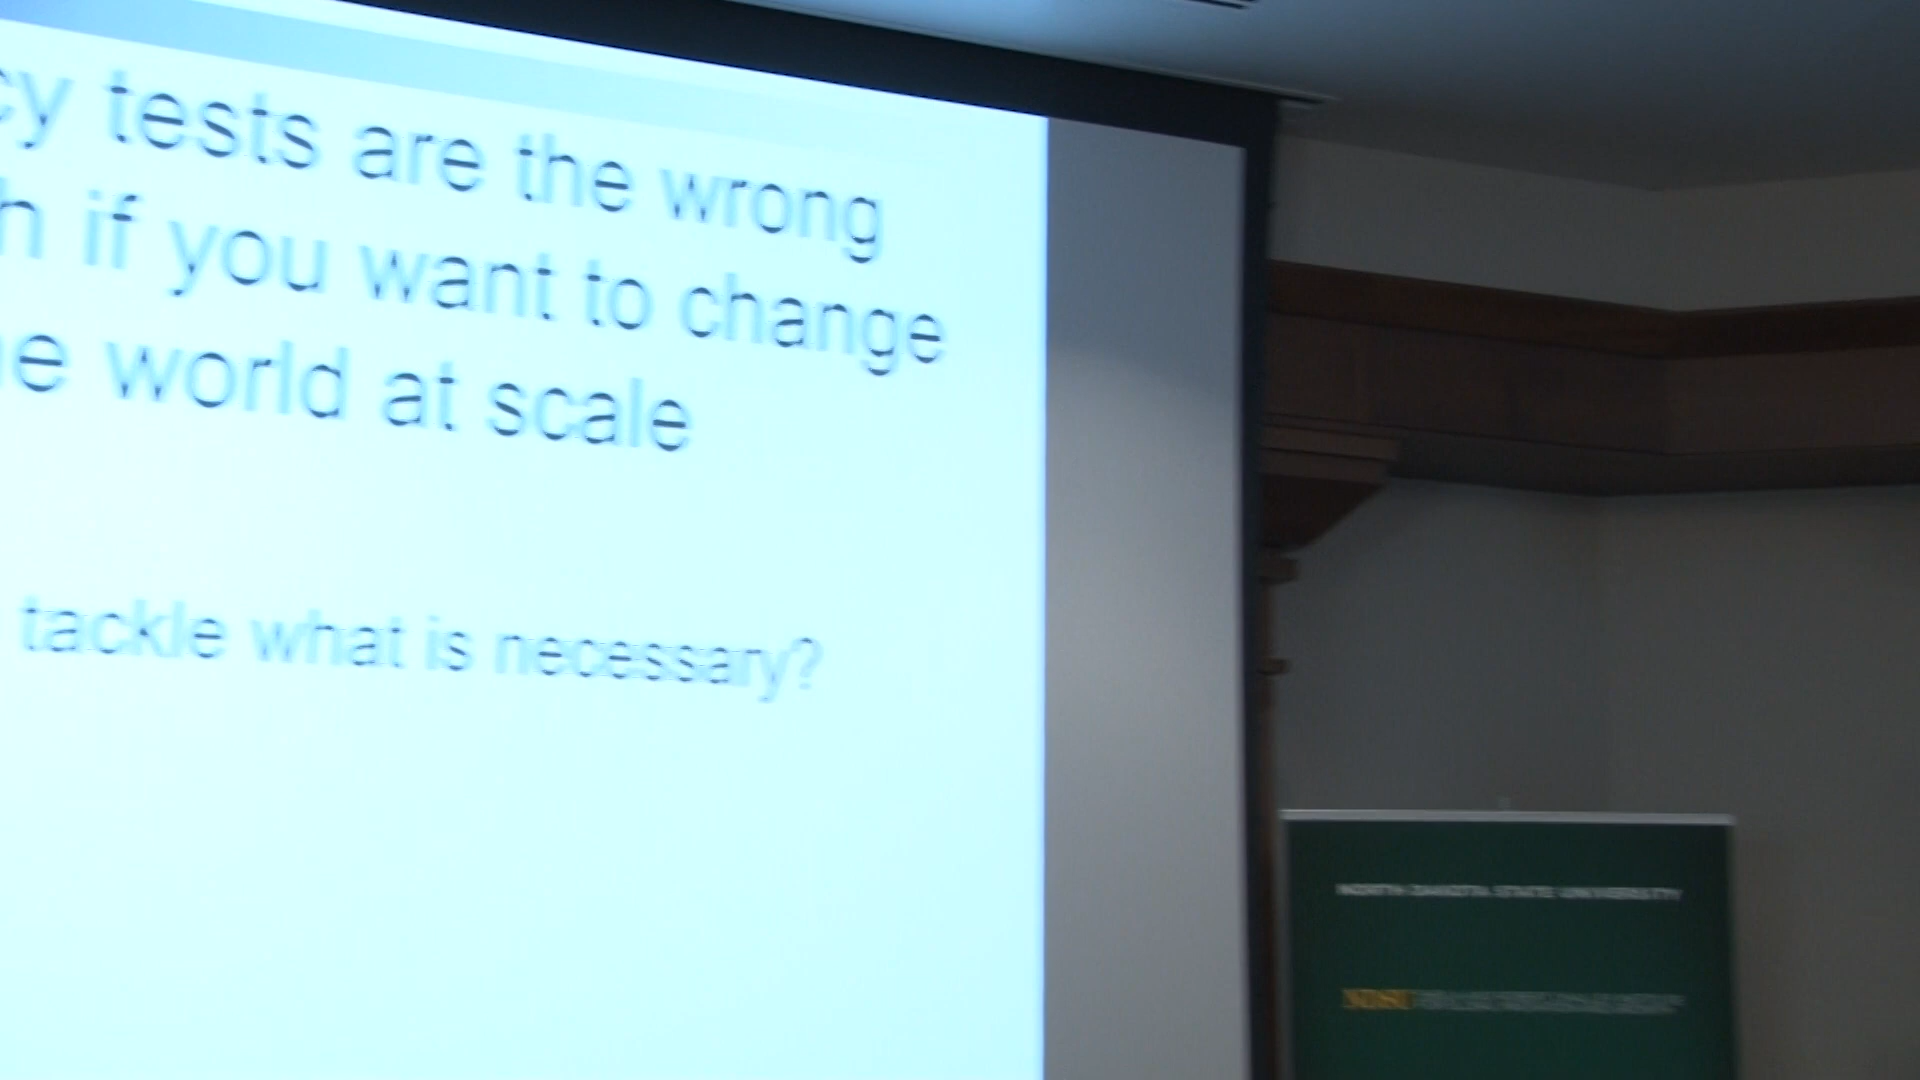 cy tests are the wrong
h if you want to change
he world at scale
tackle what is necessary?
NORTH DAKOTA STATE UNIVERSITY
NDSU